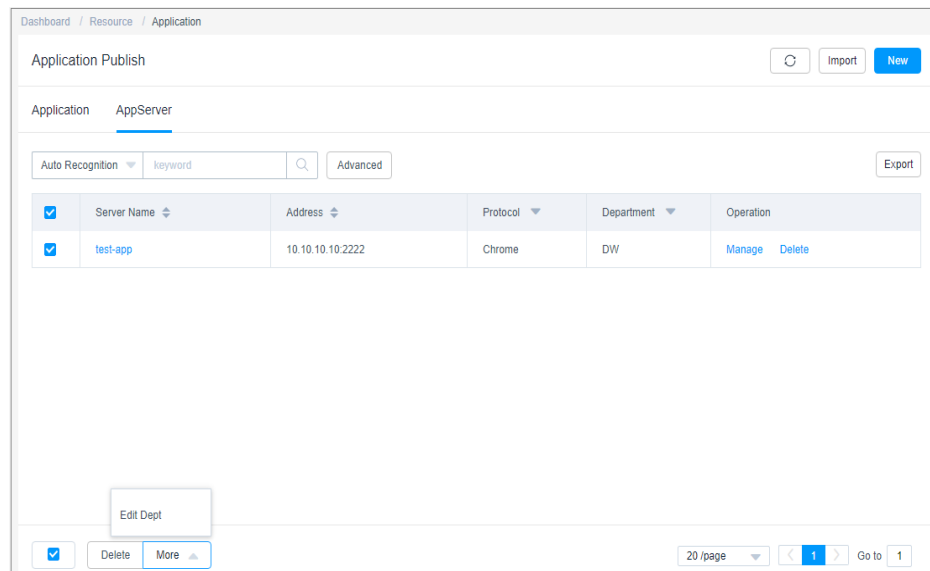 Dashboard / Resource / Application
Application Publish
Import
New
Application AppServer
Auto Recognition keyword Advanced Export
Server Name Address Protocol Department Operation
test-app 10.10.10.10:2222 Chrome DW Manage Delete
Edit Dept
Delete More 20 /page 1 Go to 1